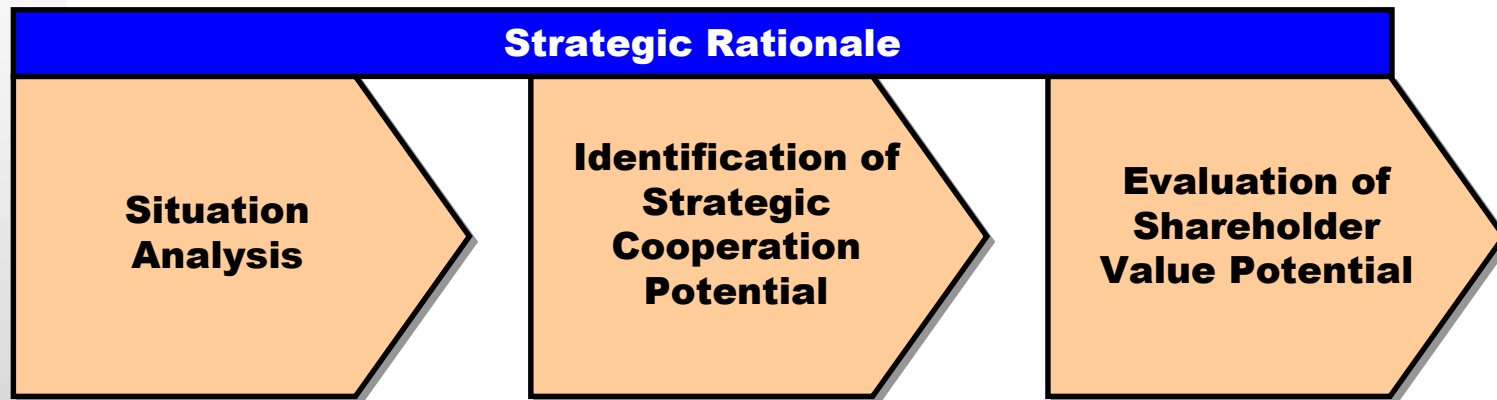 Strategic Rationale
Situation
Analysis
Identification of
Strategic
Cooperation
Potential
Evaluation of
Shareholder
Value Potential